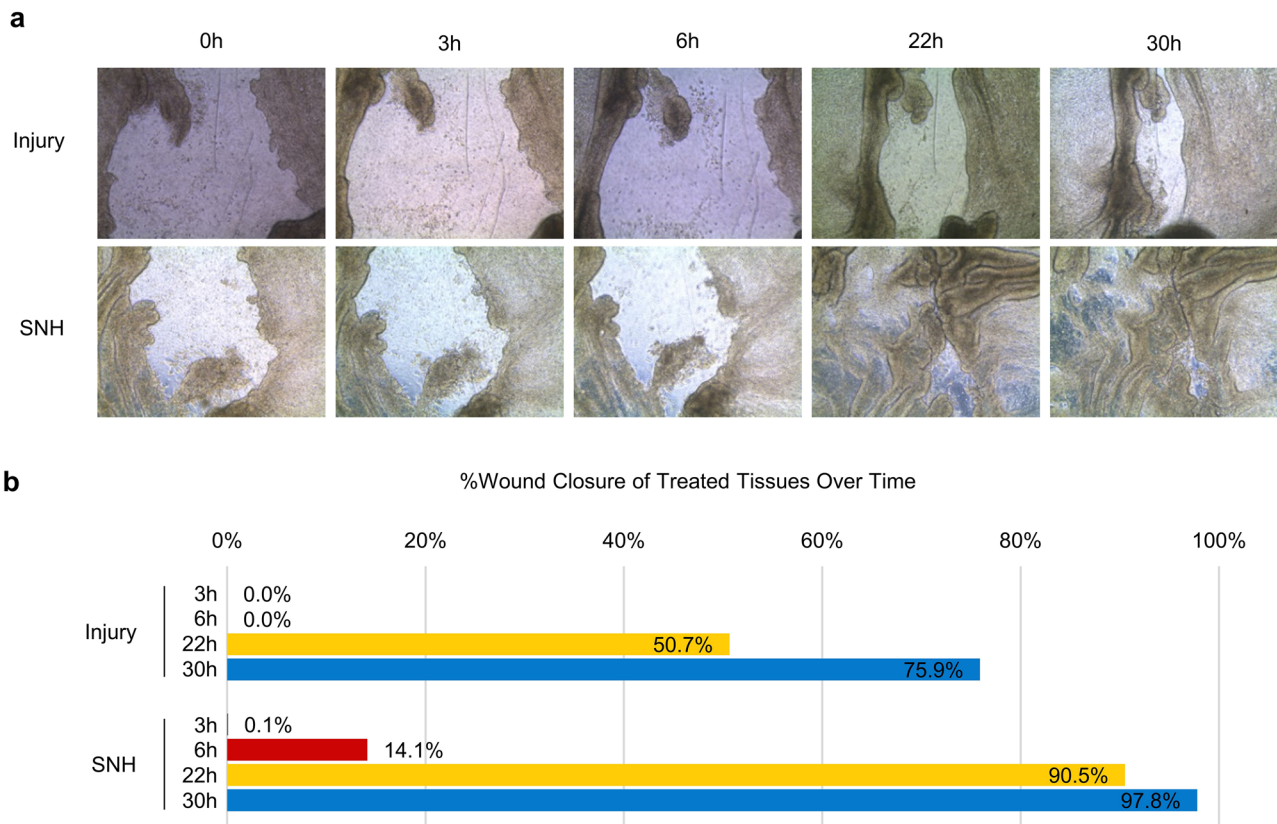 a
0h 3h 6h 22h 30h
Injury
SNH
b
%Wound Closure of Treated Tissues Over Time
0% 20% 40% 60% 80% 100%
Injury
3h 0.0%
6h 0.0%
22h 50.7%
30h 75.9%
SNH
3h 0.1%
6h 14.1%
22h 90.5%
30h 97.8%